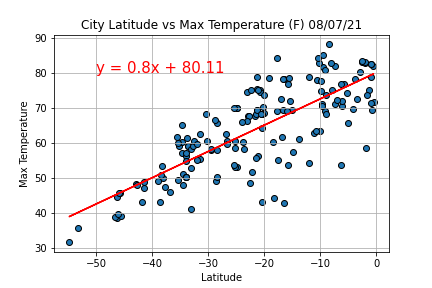 City Latitude vs Max Temperature (F) 08/07/21
90
80
70
60
50
40
30
Max Temperature
y = 0.8x + 80.11
−50 −40 −30 −20 −10 0
Latitude